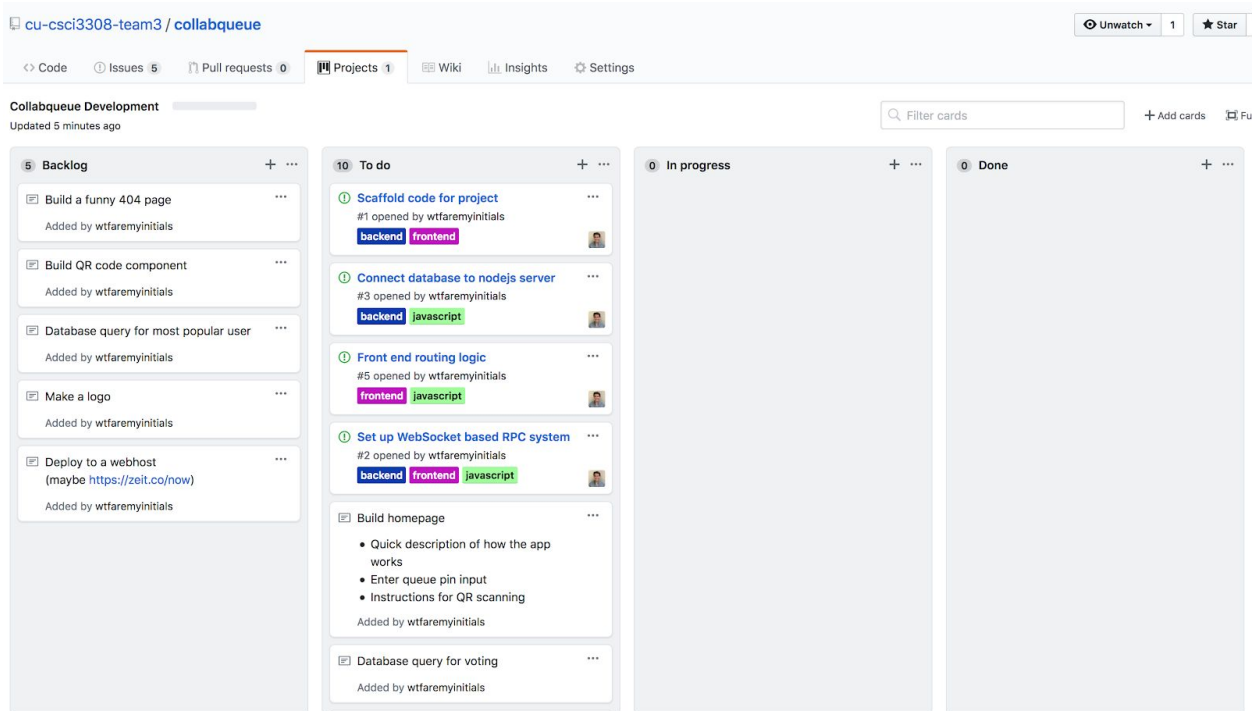 cu-csci3308-team3 / collabqueue
Unwatch 1 Star
Code Issues 5 Pull requests 0 Projects 1 Wiki Insights Settings
Collabqueue Development
Updated 5 minutes ago
Filter cards
Add cards
Fu
5 Backlog
Build a funny 404 page
Added by wtfaremyinitials
Build QR code component
Added by wtfaremyinitials
Database query for most popular user
Added by wtfaremyinitials
Make a logo
Added by wtfaremyinitials
Deploy to a webhost
(maybe https://zeit.co/now)
Added by wtfaremyinitials
10 To do
Scaffold code for project
#1 opened by wtfaremyinitials
backend frontend
Connect database to nodejs server
#3 opened by wtfaremyinitials
backend javascript
Front end routing logic
#5 opened by wtfaremyinitials
frontend javascript
Set up WebSocket based RPC system
#2 opened by wtfaremyinitials
backend frontend javascript
Build homepage
• Quick description of how the app
works
• Enter queue pin input
• Instructions for QR scanning
Added by wtfaremyinitials
Database query for voting
Added by wtfaremyinitials
0 In progress
0 Done